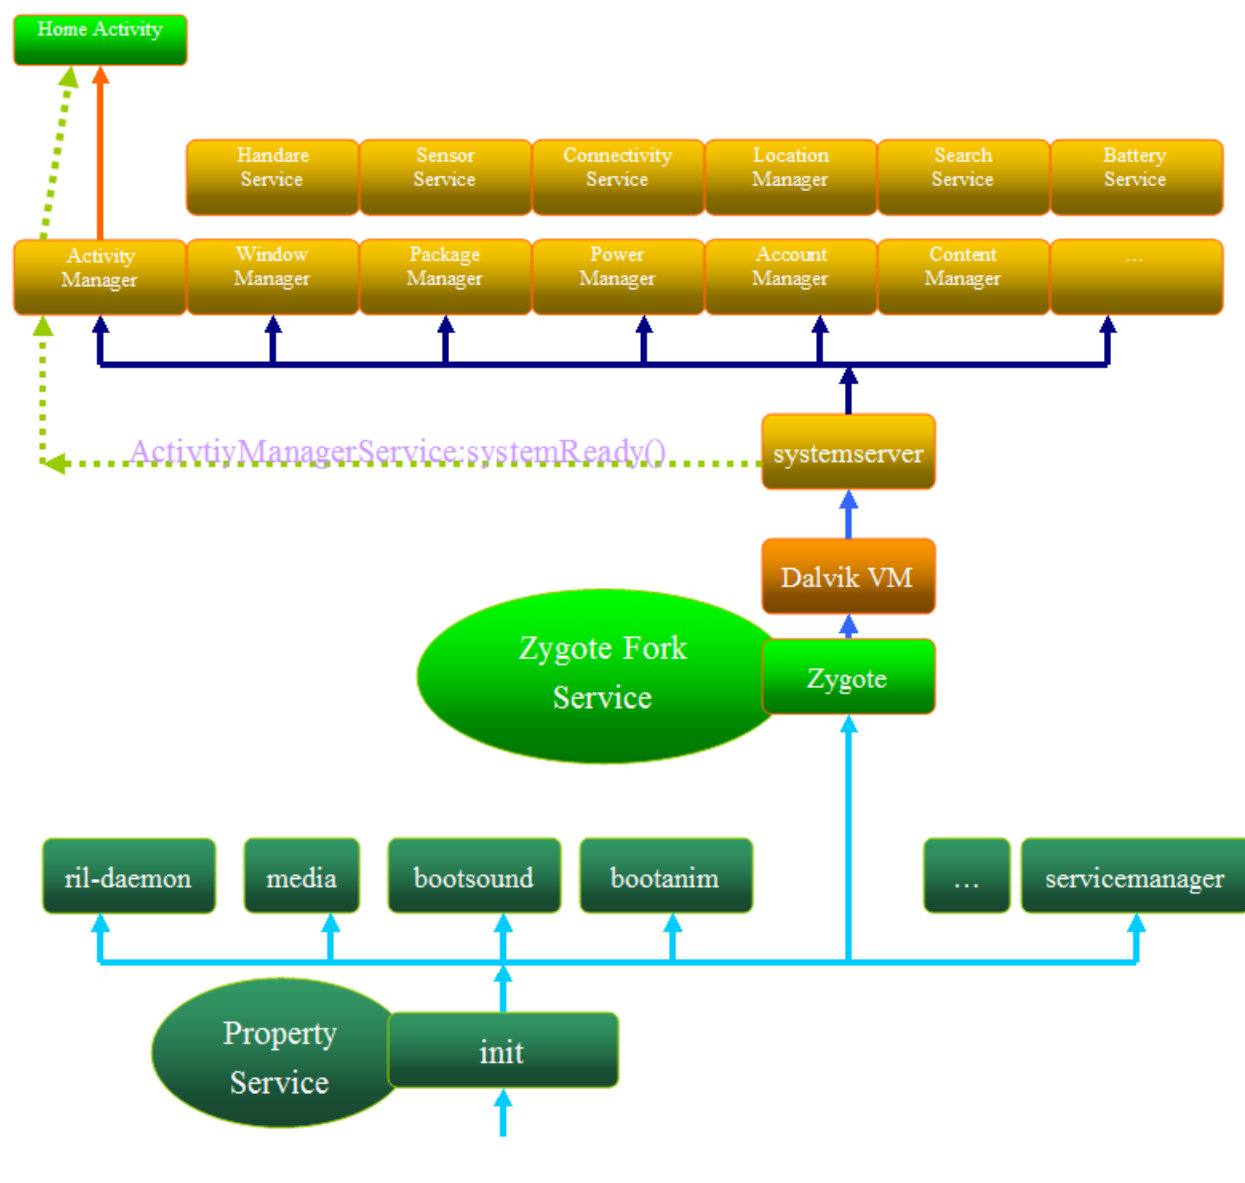 Home Activity
Handare
Service
Sensor
Service
Connectivity
Service
Location
Manager
Search
Service
Battery
Service
Activity
Manager
Window
Manager
Package
Manager
Power
Manager
Account
Manager
Content
Manager
...
ActivtiyManagerService:systemReady()
systemserver
Dalvik VM
Zygote Fork
Service
Zygote
ril-daemon
media
bootsound
bootanim
...
servicemanager
Property
Service
init